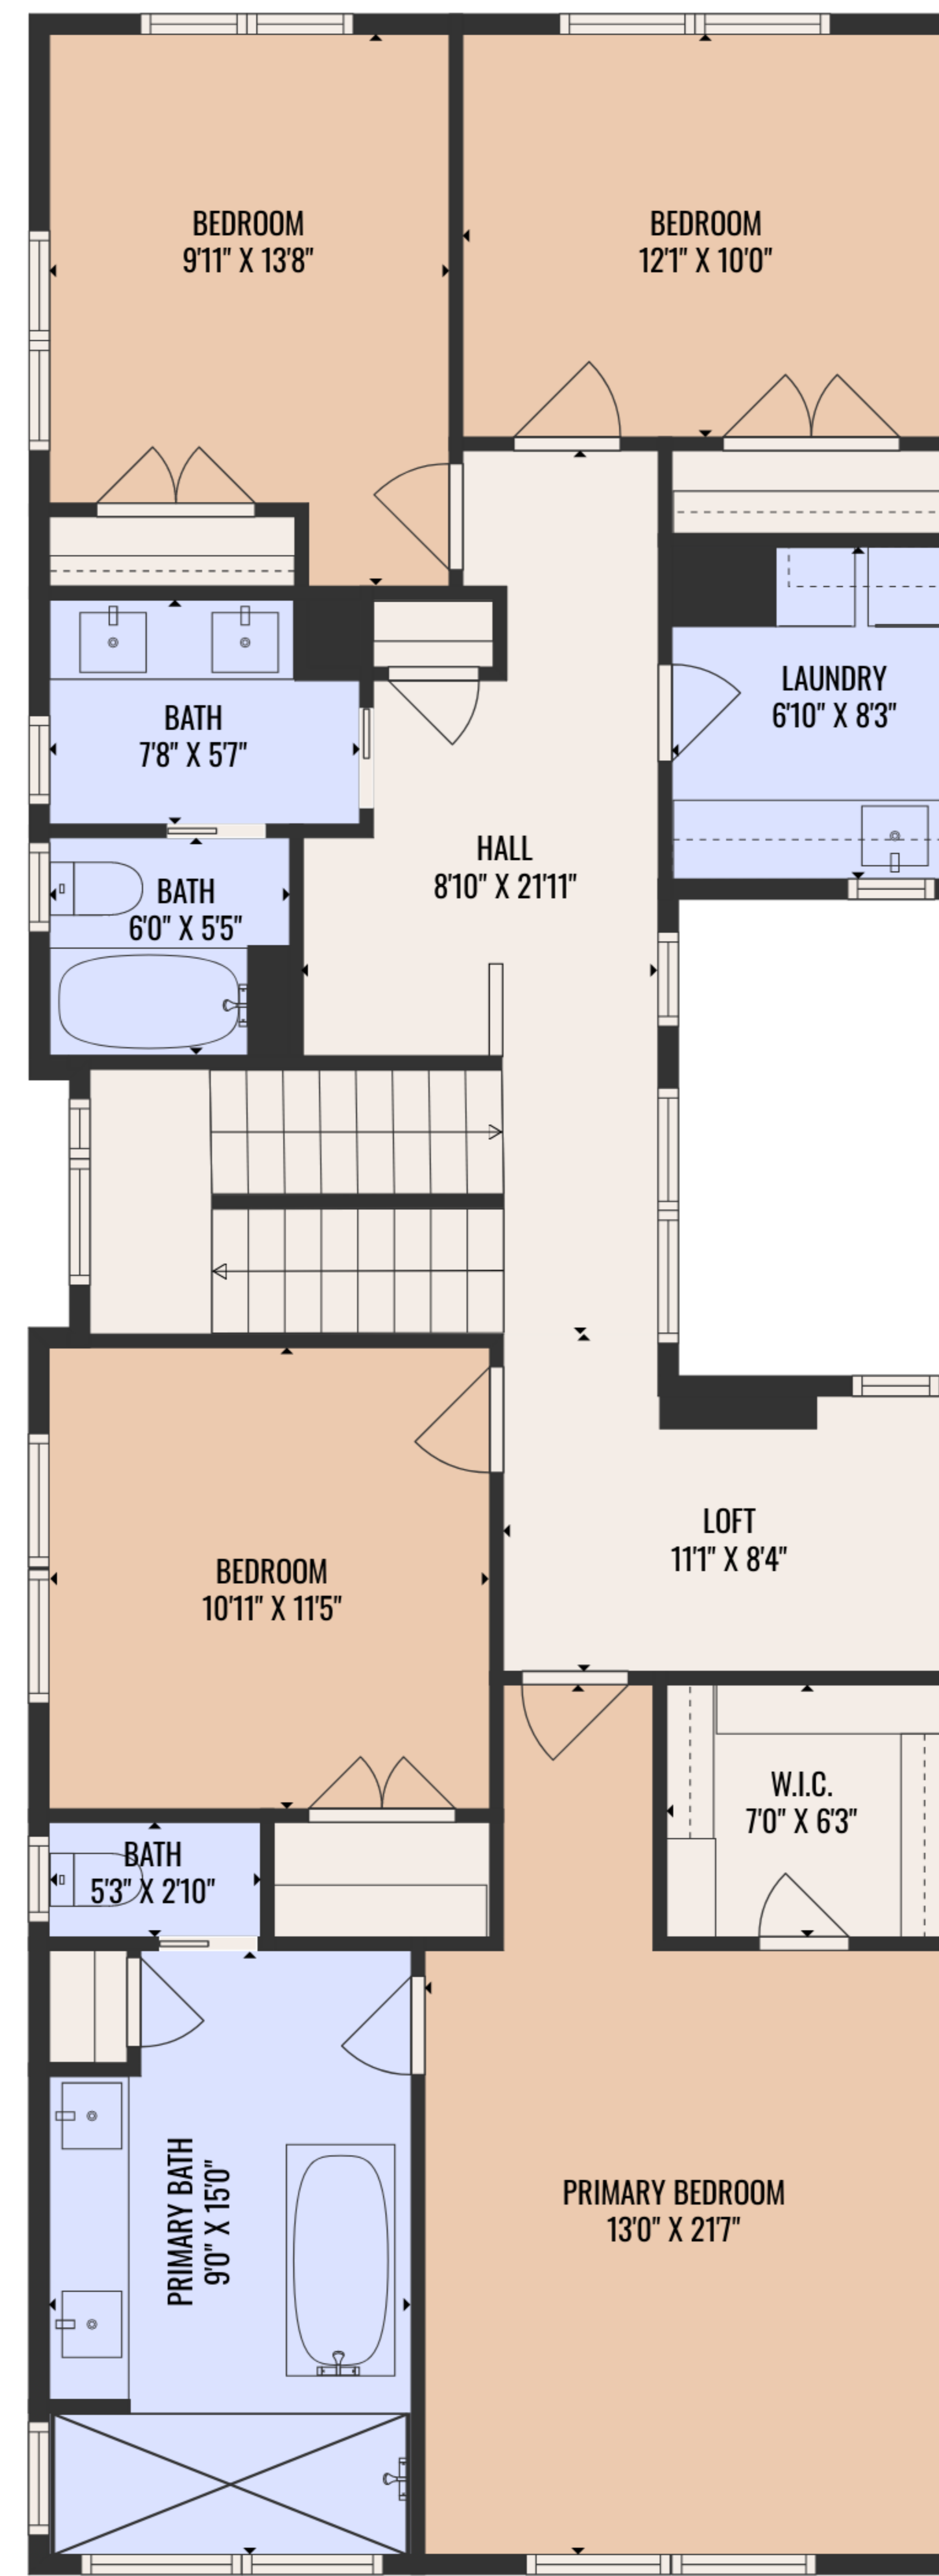 BEDROOM
9'11" X 13'8"
BEDROOM
12'1" X 10'0"
LAUNDRY
6'10" X 8'3"
BATH
7'8" X 5'7"
HALL
8'10" X 21'11"
BATH
6'0" X 5'5"
LOFT
11'1" X 8'4"
BEDROOM
10'11" X 11'5"
W.I.C.
7'0" X 6'3"
BATH
5'3" X 2'10"
PRIMARY BATH
9'0" X 15'0"
PRIMARY BEDROOM
13'0" X 21'7"